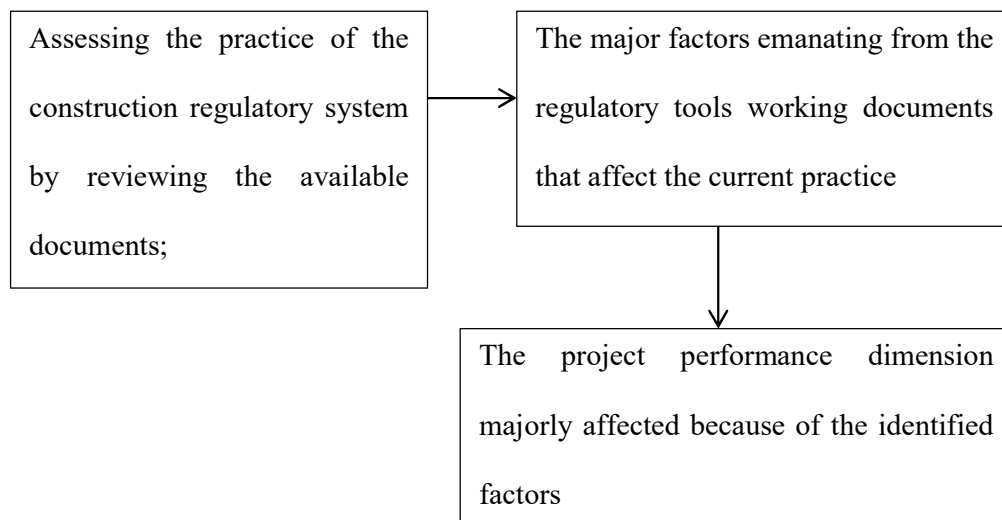 Assessing the practice of the
construction regulatory system
by reviewing the available
documents;
The major factors emanating from the
regulatory tools working documents
that affect the current practice
The project performance dimension
majorly affected because of the identified
factors